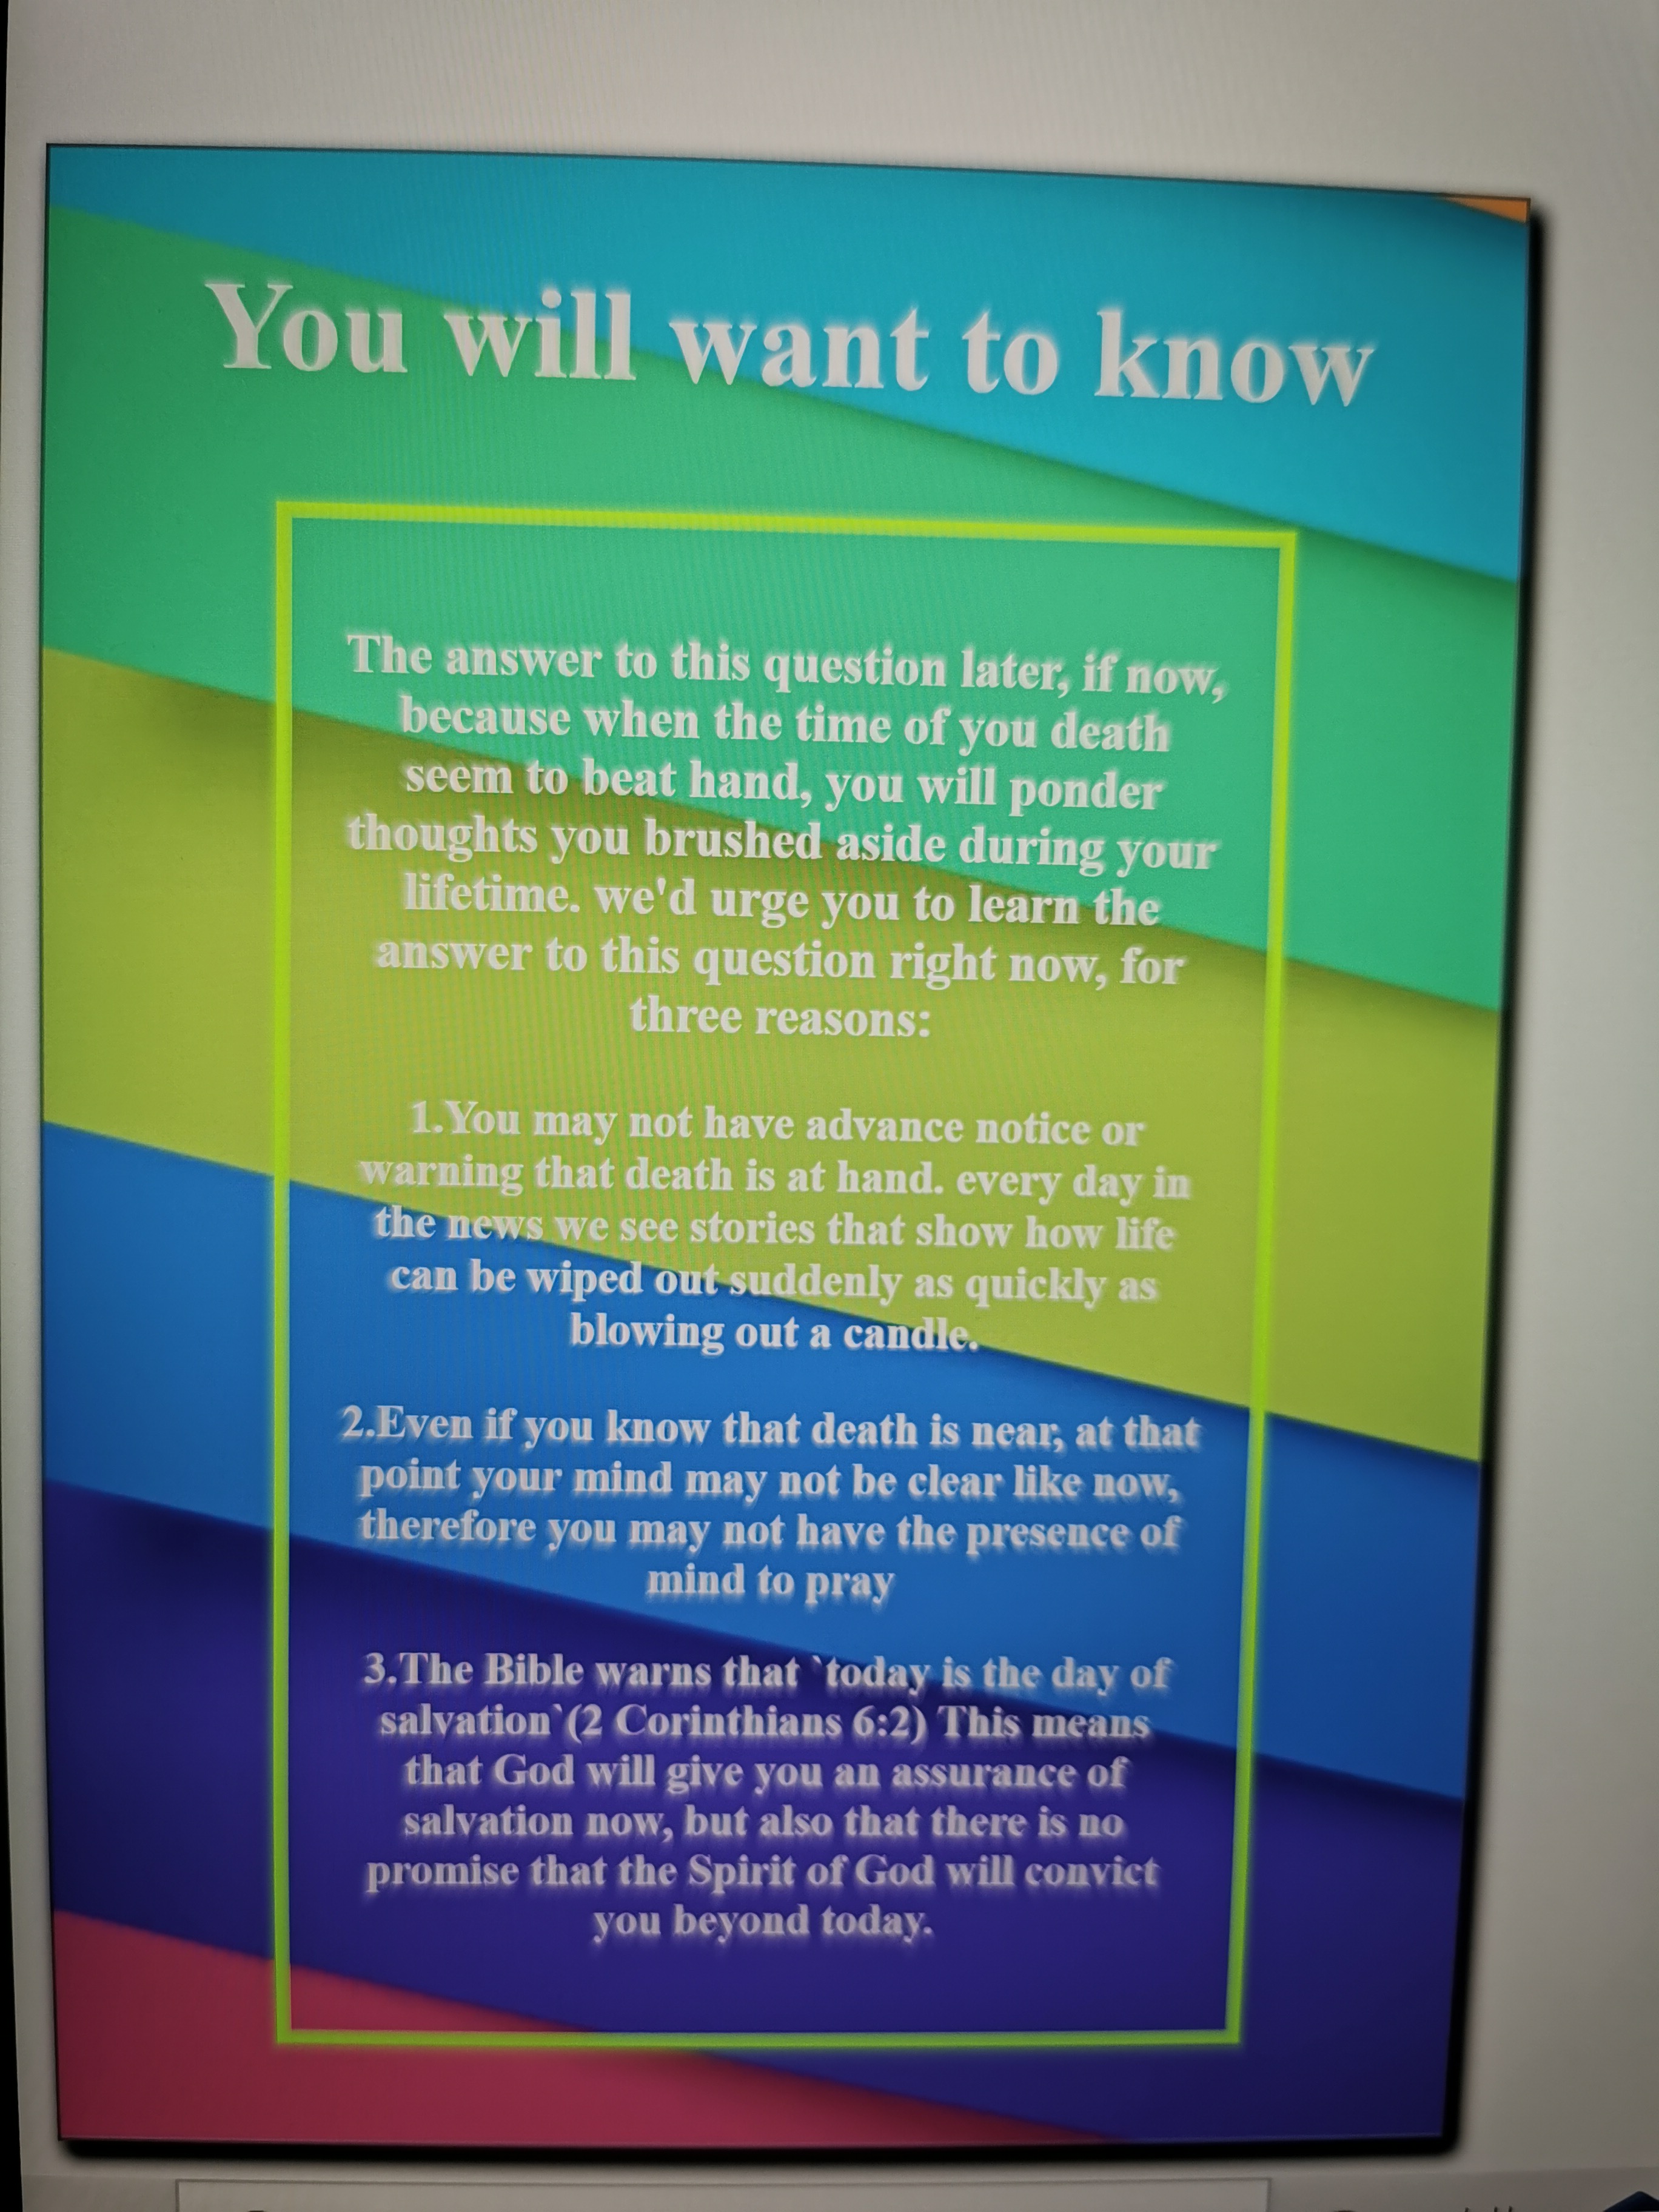 You will want to know
The answer to this question later, if now,
because when the time of you death
seem to beat hand, you will ponder
thoughts you brushed aside during your
lifetime. we'd urge you to learn the
answer to this question right now, for
three reasons:
1.You may not have advance notice or
warning that death is at hand. every day in
the news we see stories that show how life
can be wiped out suddenly as quickly as
blowing out a candle.
2.Even if you know that death is near, at that
point your mind may not be clear like now,
therefore you may not have the presence of
mind to pray
3.The Bible warns that `today is the day of
salvation`(2 Corinthians 6:2) This means
that God will give you an assurance of
salvation now, but also that there is no
promise that the Spirit of God will convict
you beyond today.